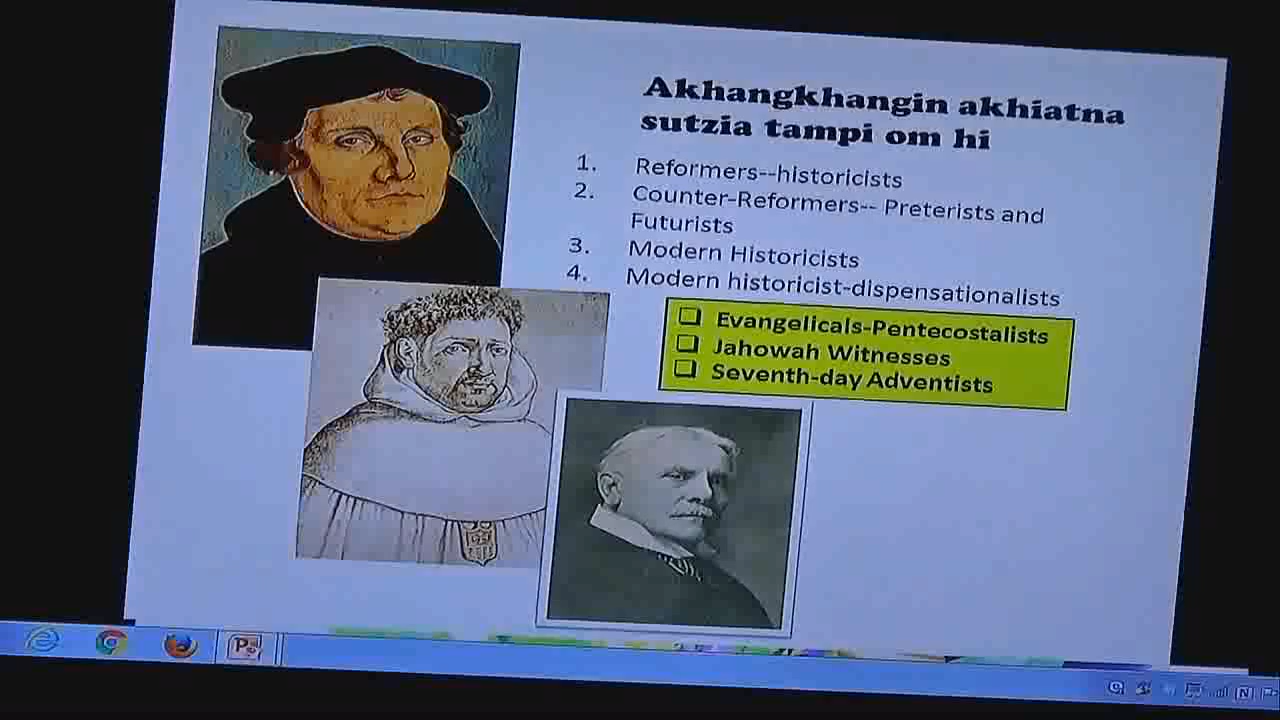 Akhangkhangin akhiatna
sutzia tampi om hi
1. Reformers--historicists
2. Counter-Reformers-- Preterists and
Futurists
3. Modern Historicists
4. Modern historicist-dispensationalists
Evangelicals-Pentecostalists
Jahowah Witnesses
Seventh-day Adventists